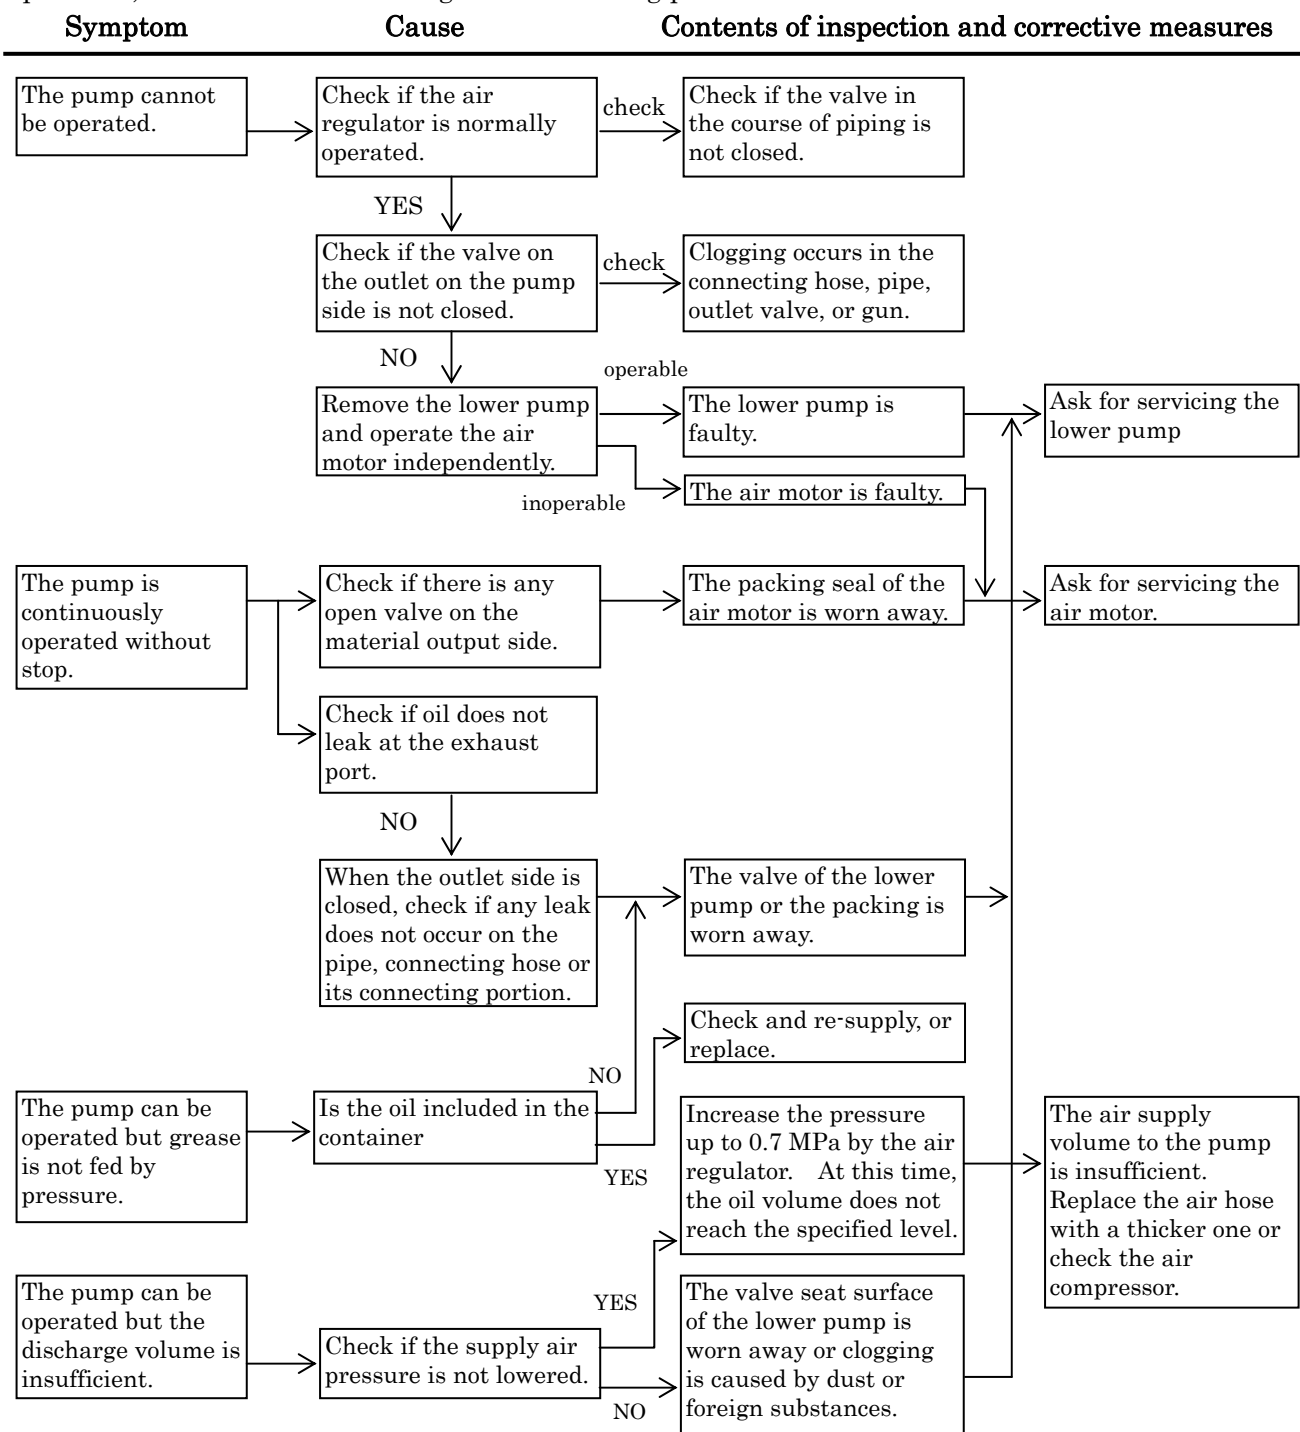 Symptom Cause Contents of inspection and corrective measures
The pump cannot
be operated.
Check if the air
regulator is normally
operated.
check
Check if the valve in
the course of piping is
not closed.
YES
Check if the valve on
the outlet on the pump
side is not closed.
check
Clogging occurs in the
connecting hose, pipe,
outlet valve, or gun.
NO
Remove the lower pump
and operate the air
motor independently.
operable
The lower pump is
faulty.
Ask for servicing the
lower pump
inoperable
The air motor is faulty.
The pump is
continuously
operated without
stop.
Check if there is any
open valve on the
material output side.
The packing seal of the
air motor is worn away.
Ask for servicing the
air motor.
Check if oil does not
leak at the exhaust
port.
NO
When the outlet side is
closed, check if any leak
does not occur on the
pipe, connecting hose or
its connecting portion.
The valve of the lower
pump or the packing is
worn away.
Check and re-supply, or
replace.
The pump can be
operated but grease
is not fed by
pressure.
Is the oil included in the
container
NO
YES
Increase the pressure
up to 0.7 MPa by the air
regulator. At this time,
the oil volume does not
reach the specified level.
The air supply
volume to the pump
is insufficient.
Replace the air hose
with a thicker one or
check the air
compressor.
The pump can be
operated but the
discharge volume is
insufficient.
Check if the supply air
pressure is not lowered.
YES
NO
The valve seat surface
of the lower pump is
worn away or clogging
is caused by dust or
foreign substances.